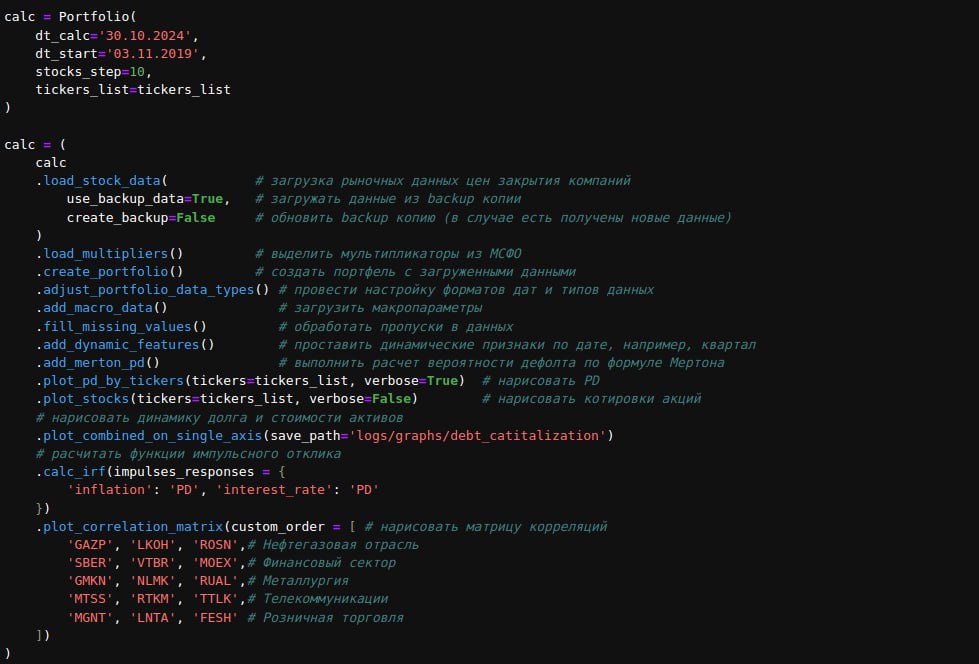 calc = Portfolio(
    dt_calc='30.10.2024',
    dt_start='03.11.2019',
    stocks_step=10,
    tickers_list=tickers_list
)

calc = (
    calc
    .load_stock_data(           # загрузка рыночных данных цен закрытия компаний
        use_backup_data=True,   # загружать данные из backup копии
        create_backup=False     # обновить backup копию (в случае есть получены новые данные)
    )
    .load_multipliers()         # выделить мультипликаторы из МСФО
    .create_portfolio()         # создать портфель с загруженными данными
    .adjust_portfolio_data_types() # провести настройку форматов дат и типов данных
    .add_macro_data()              # загрузить макропараметры
    .fill_missing_values()         # обработать пропуски в данных
    .add_dynamic_features()        # проставить динамические признаки по дате, например, квартал
    .add_merton_pd()               # выполнить расчет вероятности дефолта по формуле Мертона
    .plot_pd_by_tickers(tickers=tickers_list, verbose=True)  # нарисовать PD
    .plot_stocks(tickers=tickers_list, verbose=False)        # нарисовать котировки акций
    # нарисовать динамику долга и стоимости активов
    .plot_combined_on_single_axis(save_path='logs/graphs/debt_catitalization')
    # расчитать функции импульсного отклика
    .calc_irf(impulses_responses = {
        'inflation': 'PD', 'interest_rate': 'PD'
    })
    .plot_correlation_matrix(custom_order = [ # нарисовать матрицу корреляций
        'GAZP', 'LKOH', 'ROSN',# Нефтегазовая отрасль
        'SBER', 'VTBR', 'MOEX',# Финансовый сектор
        'GMKN', 'NLMK', 'RUAL',# Металлургия
        'MTSS', 'RTKM', 'TTLK',# Телекоммуникации
        'MGNT', 'LNTA', 'FESH' # Розничная торговля
    ])
)